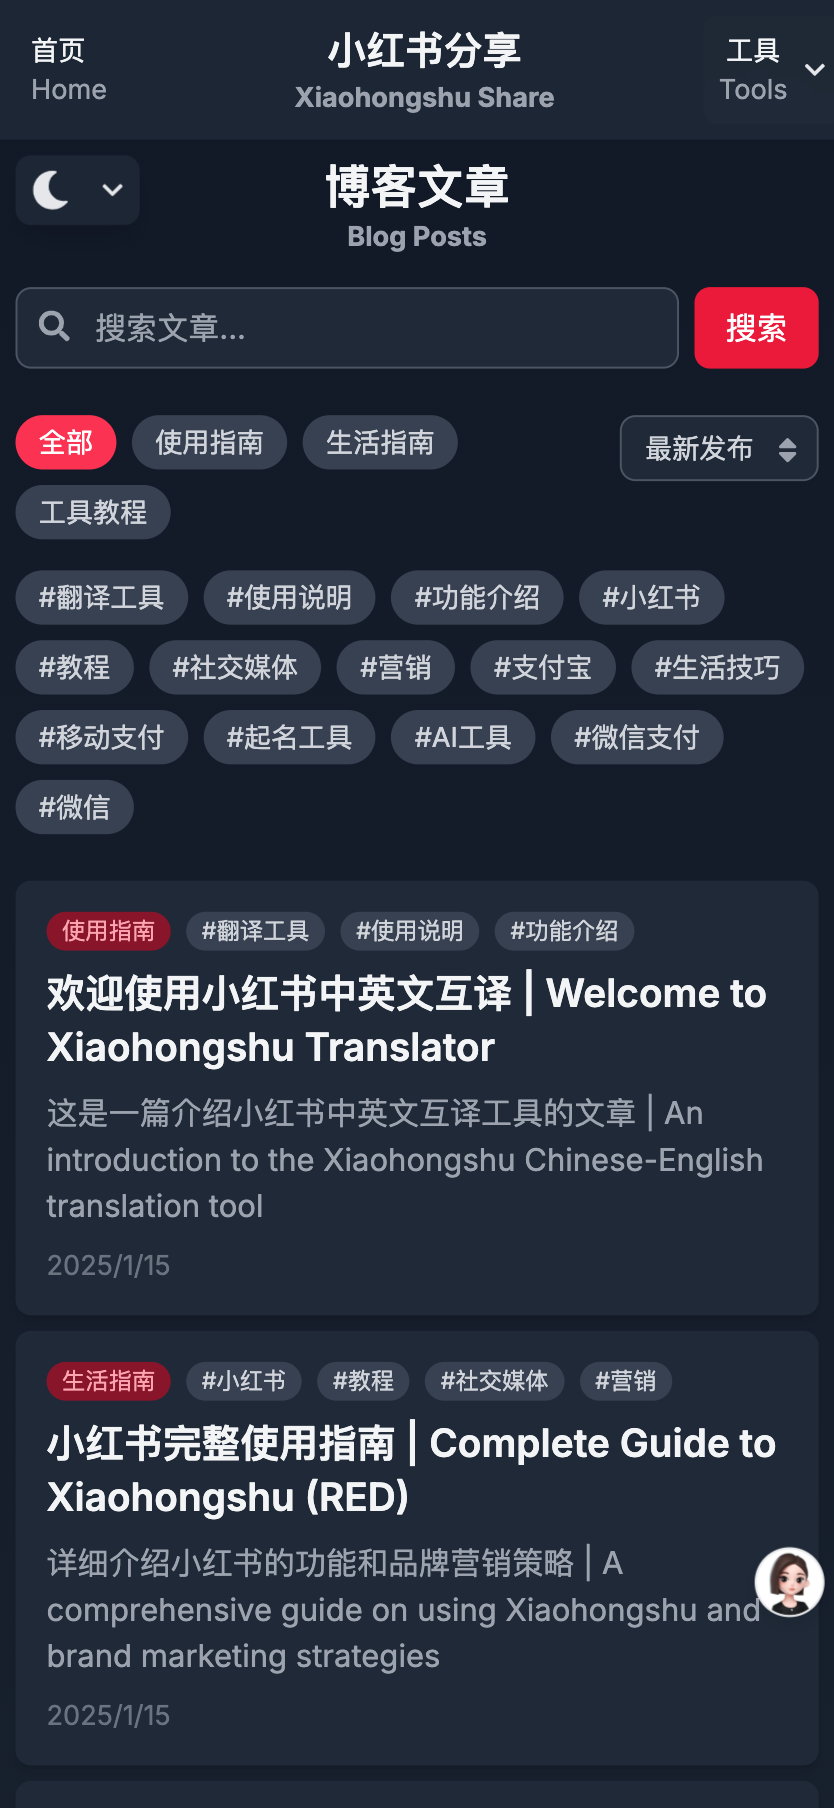 首页
Home
小红书分享
Xiaohongshu Share
工具
Tools
博客文章
Blog Posts
搜索文章...
搜索
全部
使用指南
生活指南
最新发布
工具教程
#翻译工具
#使用说明
#功能介绍
#小红书
#教程
#社交媒体
#营销
#支付宝
#生活技巧
#移动支付
#起名工具
#AI工具
#微信支付
#微信
使用指南
#翻译工具
#使用说明
#功能介绍
欢迎使用小红书中英文互译 | Welcome to
Xiaohongshu Translator
这是一篇介绍小红书中英文互译工具的文章 | An
introduction to the Xiaohongshu Chinese-English
translation tool
2025/1/15
生活指南
#小红书
#教程
#社交媒体
#营销
小红书完整使用指南 | Complete Guide to
Xiaohongshu (RED)
详细介绍小红书的功能和品牌营销策略 | A
comprehensive guide on using Xiaohongshu and
brand marketing strategies
2025/1/15